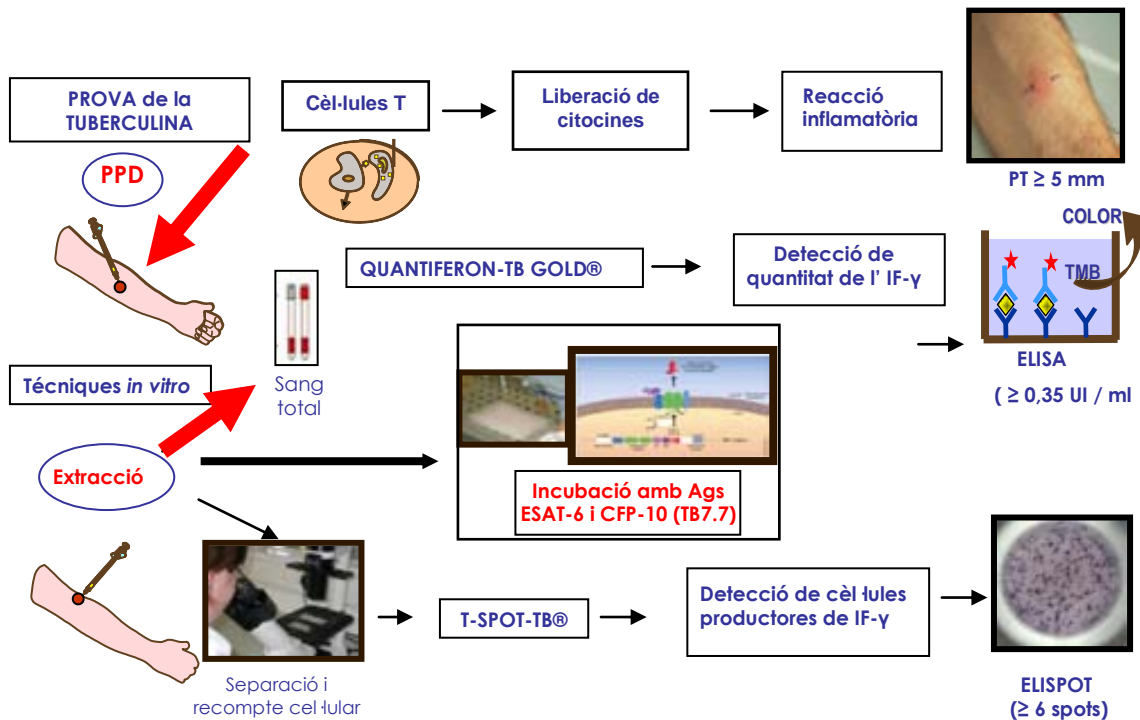 PROVA de la
TUBERCULINA
PPD
Cèl·lules T
Liberació de
citocines
Reacció
inflamatòria
PT ≥ 5 mm
COLOR
QUANTIFERON-TB GOLD®
Detecció de
quantitat de l' IF-γ
TMB
ELISA
( ≥ 0,35 UI / ml
Técniques in vitro
Sang
total
Extracció
Incubació amb Ags
ESAT-6 i CFP-10 (TB7.7)
Separació i
recompte cel·lular
T-SPOT-TB®
Detecció de cèl·lules
productores de IF-γ
ELISPOT
(≥ 6 spots)